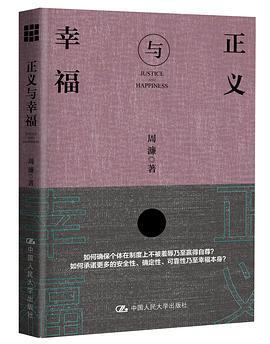 正义
与
JUSTICE
AND
HAPPINESS
幸福
周濂 著
如何确保个体在制度上不被羞辱乃至赢得自尊?
如何承诺更多的安全性、确定性、可靠性乃至幸福本身?
中国人民大学出版社
正义
幸福
正义与幸福
周濂 著
中国人民大学出版社